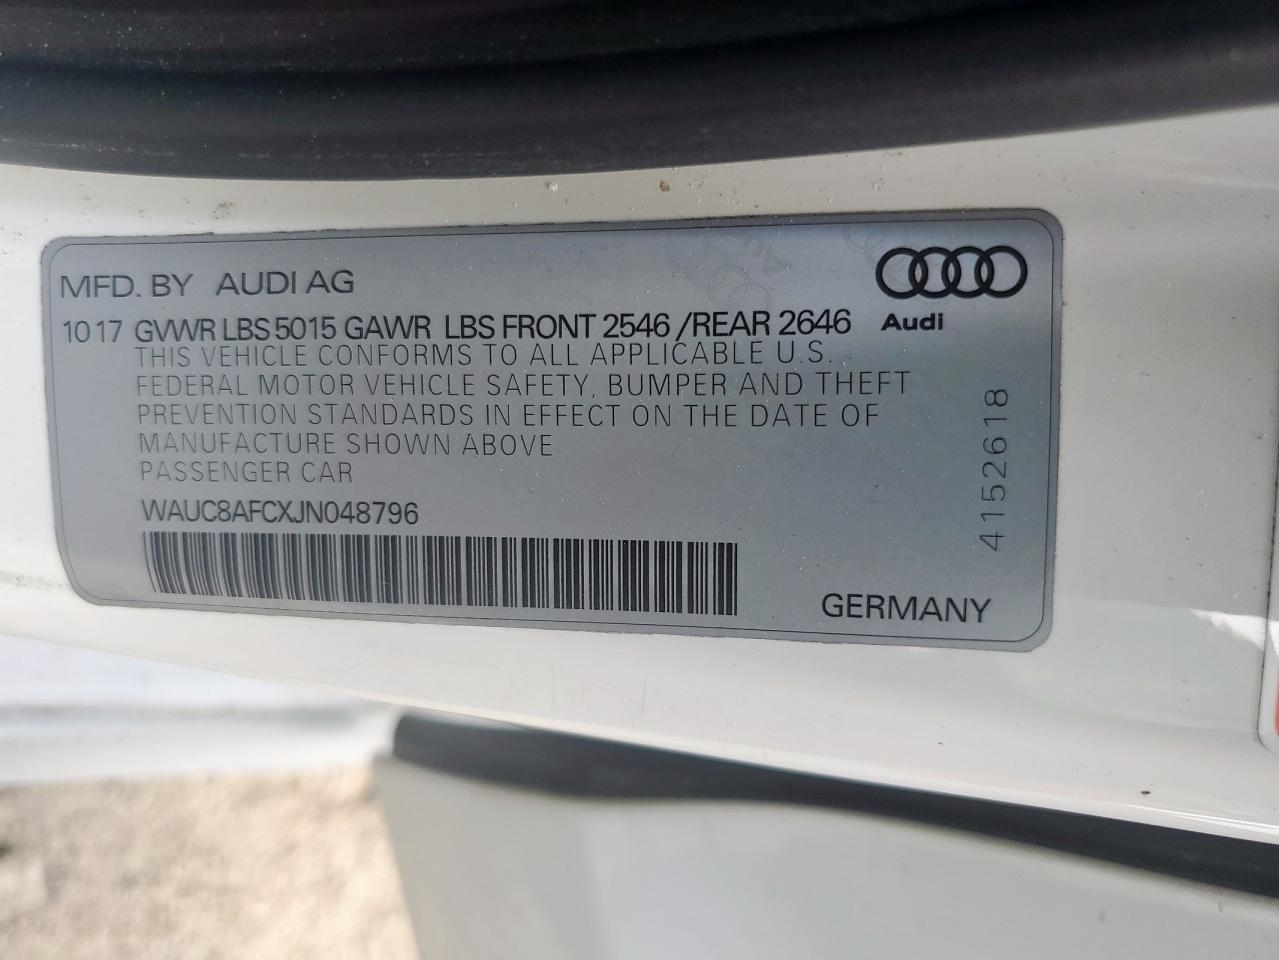 MFD. BY AUDI AG
10 17 GVWR LBS 5015 GAWR LBS FRONT 2546 /REAR 2646
Audi
THIS VEHICLE CONFORMS TO ALL APPLICABLE U.S.
FEDERAL MOTOR VEHICLE SAFETY, BUMPER AND THEFT
PREVENTION STANDARDS IN EFFECT ON THE DATE OF
MANUFACTURE SHOWN ABOVE
PASSENGER CAR
WAUC8AFCXJN048796
4152618
GERMANY